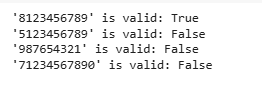 '8123456789' is valid: True
'5123456789' is valid: False
'987654321' is valid: False
'71234567890' is valid: False